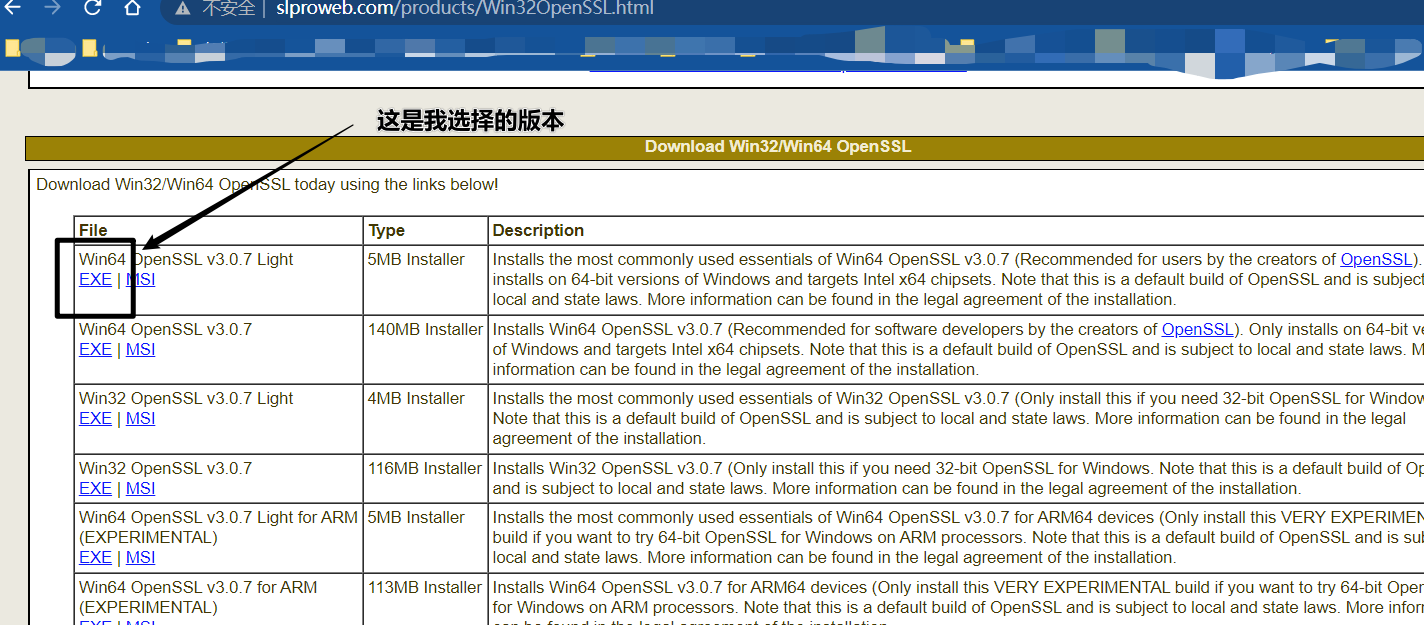 不安全 | slproweb.com/products/Win32OpenSSL.html
这是我选择的版本
Download Win32/Win64 OpenSSL
Download Win32/Win64 OpenSSL today using the links below!
File Type Description
Win64 OpenSSL v3.0.7 Light 5MB Installer Installs the most commonly used essentials of Win64 OpenSSL v3.0.7 (Recommended for users by the creators of OpenSSL).
EXE | MSI installs on 64-bit versions of Windows and targets Intel x64 chipsets. Note that this is a default build of OpenSSL and is subject
local and state laws. More information can be found in the legal agreement of the installation.
Win64 OpenSSL v3.0.7 140MB Installer Installs Win64 OpenSSL v3.0.7 (Recommended for software developers by the creators of OpenSSL). Only installs on 64-bit
EXE | MSI of Windows and targets Intel x64 chipsets. Note that this is a default build of OpenSSL and is subject to local and state laws.
information can be found in the legal agreement of the installation.
Win32 OpenSSL v3.0.7 Light 4MB Installer Installs the most commonly used essentials of Win32 OpenSSL v3.0.7 (Only install this if you need 32-bit OpenSSL for
EXE | MSI Note that this is a default build of OpenSSL and is subject to local and state laws. More information can be found in the legal
agreement of the installation.
Win32 OpenSSL v3.0.7 116MB Installer Installs Win32 OpenSSL v3.0.7 (Only install this if you need 32-bit OpenSSL for Windows. Note that this is a default build of
EXE | MSI and is subject to local and state laws. More information can be found in the legal agreement of the installation.
Win64 OpenSSL v3.0.7 Light for ARM 5MB Installer Installs the most commonly used essentials of Win64 OpenSSL v3.0.7 for ARM64 devices (Only install this VERY
(EXPERIMENTAL) build if you want to try 64-bit OpenSSL for Windows on ARM processors. Note that this is a default build of OpenSSL and is
EXE | MSI local and state laws. More information can be found in the legal agreement of the installation.
Win64 OpenSSL v3.0.7 for ARM 113MB Installer Installs Win64 OpenSSL v3.0.7 for ARM64 devices (Only install this VERY EXPERIMENTAL build if you want to try 64-bit
(EXPERIMENTAL) for Windows on ARM processors. Note that this is a default build of OpenSSL and is subject to local and state laws. More
EXE | MSI can be found in the legal agreement of the installation.